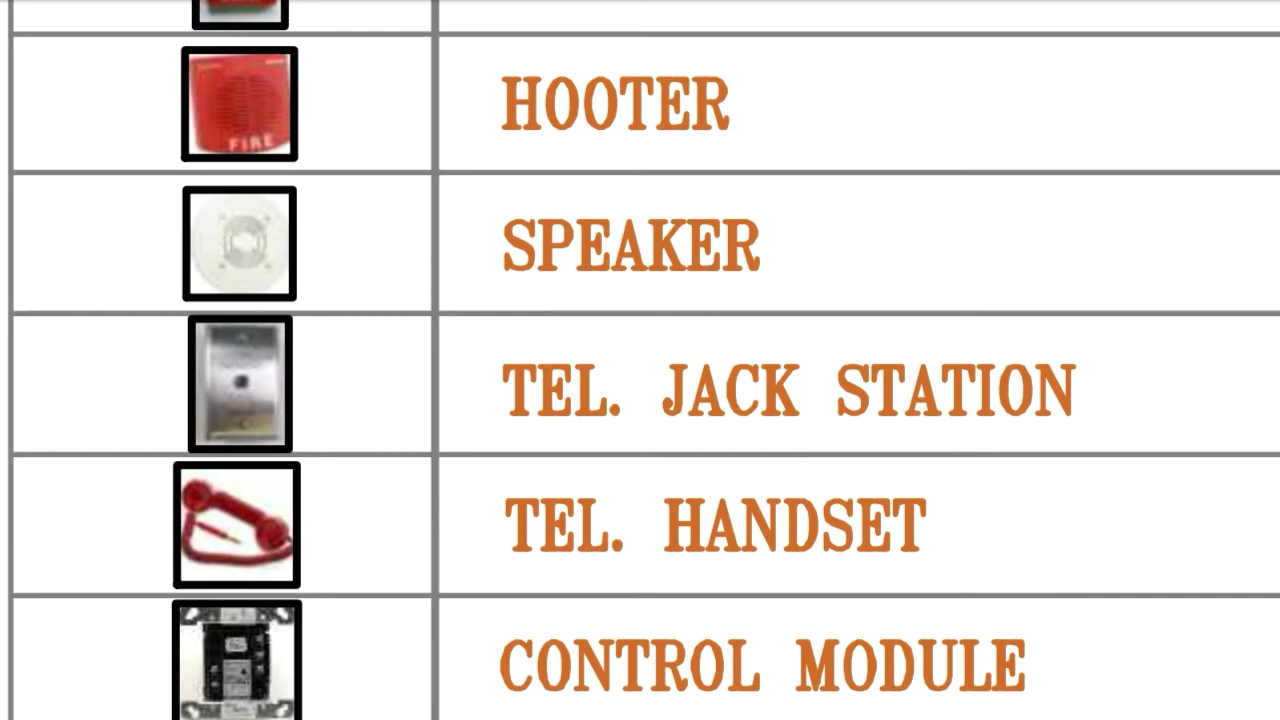 FIRE
HOOTER
SPEAKER
TEL. JACK STATION
TEL. HANDSET
CONTROL MODULE